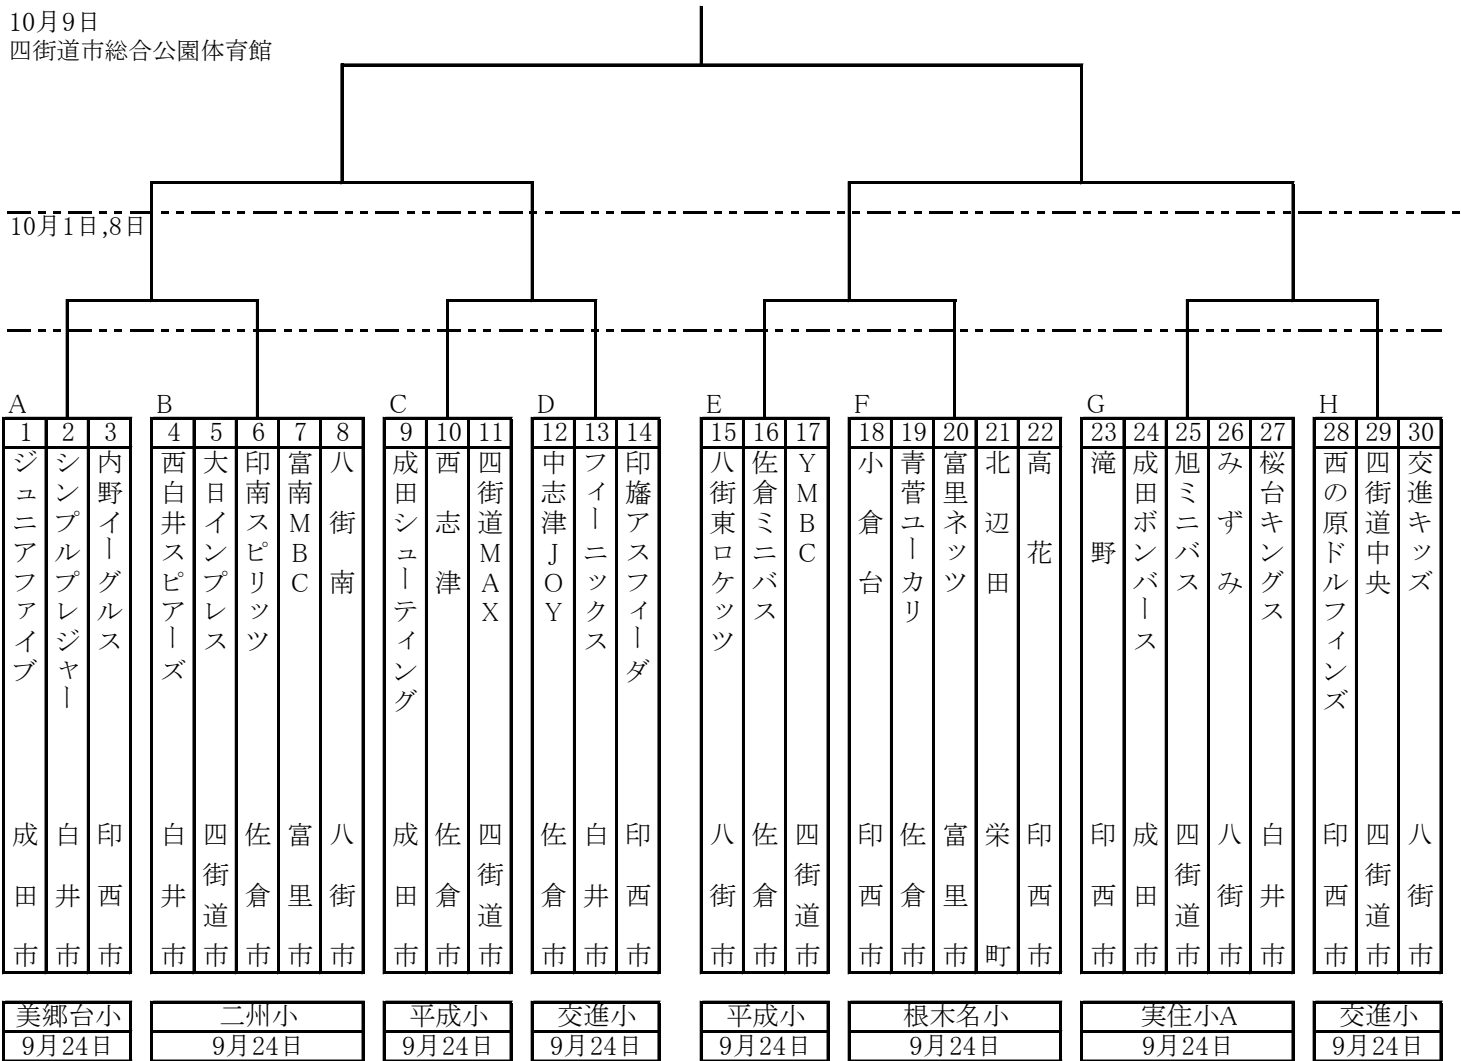 10月9日
四街道市総合公園体育館
10月1日,8日
A
B
C
D
E
F
G
H
1
2
3
4
5
6
7
8
9
10
11
12
13
14
15
16
17
18
19
20
21
22
23
24
25
26
27
28
29
30
ジュニアファイブ
シンプルプレジャー
内野イーグルス
西白井スピアーズ
大日インプレス
印南スピリッツ
富南MBC
八街南
成田シューティング
西志津
四街道MAX
中志津JOY
フィーニックス
印旛アスフィーダ
八街東ロケッツ
佐倉ミニバス
YMBC
小倉台
青菅ユーカリ
富里ネッツ
北辺田
高花
滝野
成田ボンバース
旭ミニバス
みずみ
桜台キングス
西の原ドルフィンズ
四街道中央
交進キッズ
成田市
白井市
印西市
白井市
四街道市
佐倉市
富里市
八街市
成田市
佐倉市
四街道市
佐倉市
白井市
印西市
八街市
佐倉市
四街道市
印西市
佐倉市
富里市
栄町
印西市
印西市
成田市
四街道市
八街市
白井市
印西市
四街道市
八街市
美郷台小
二州小
平成小
交進小
平成小
根木名小
実住小A
交進小
9月24日
9月24日
9月24日
9月24日
9月24日
9月24日
9月24日
9月24日